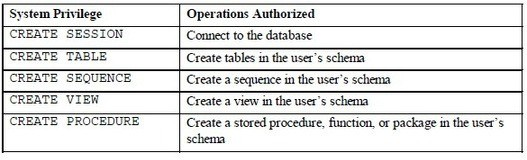 System Privilege Operations Authorized
CREATE SESSION Connect to the database
CREATE TABLE Create tables in the user's schema
CREATE SEQUENCE Create a sequence in the user's schema
CREATE VIEW Create a view in the user's schema
CREATE PROCEDURE Create a stored procedure, function, or package in the user's
schema